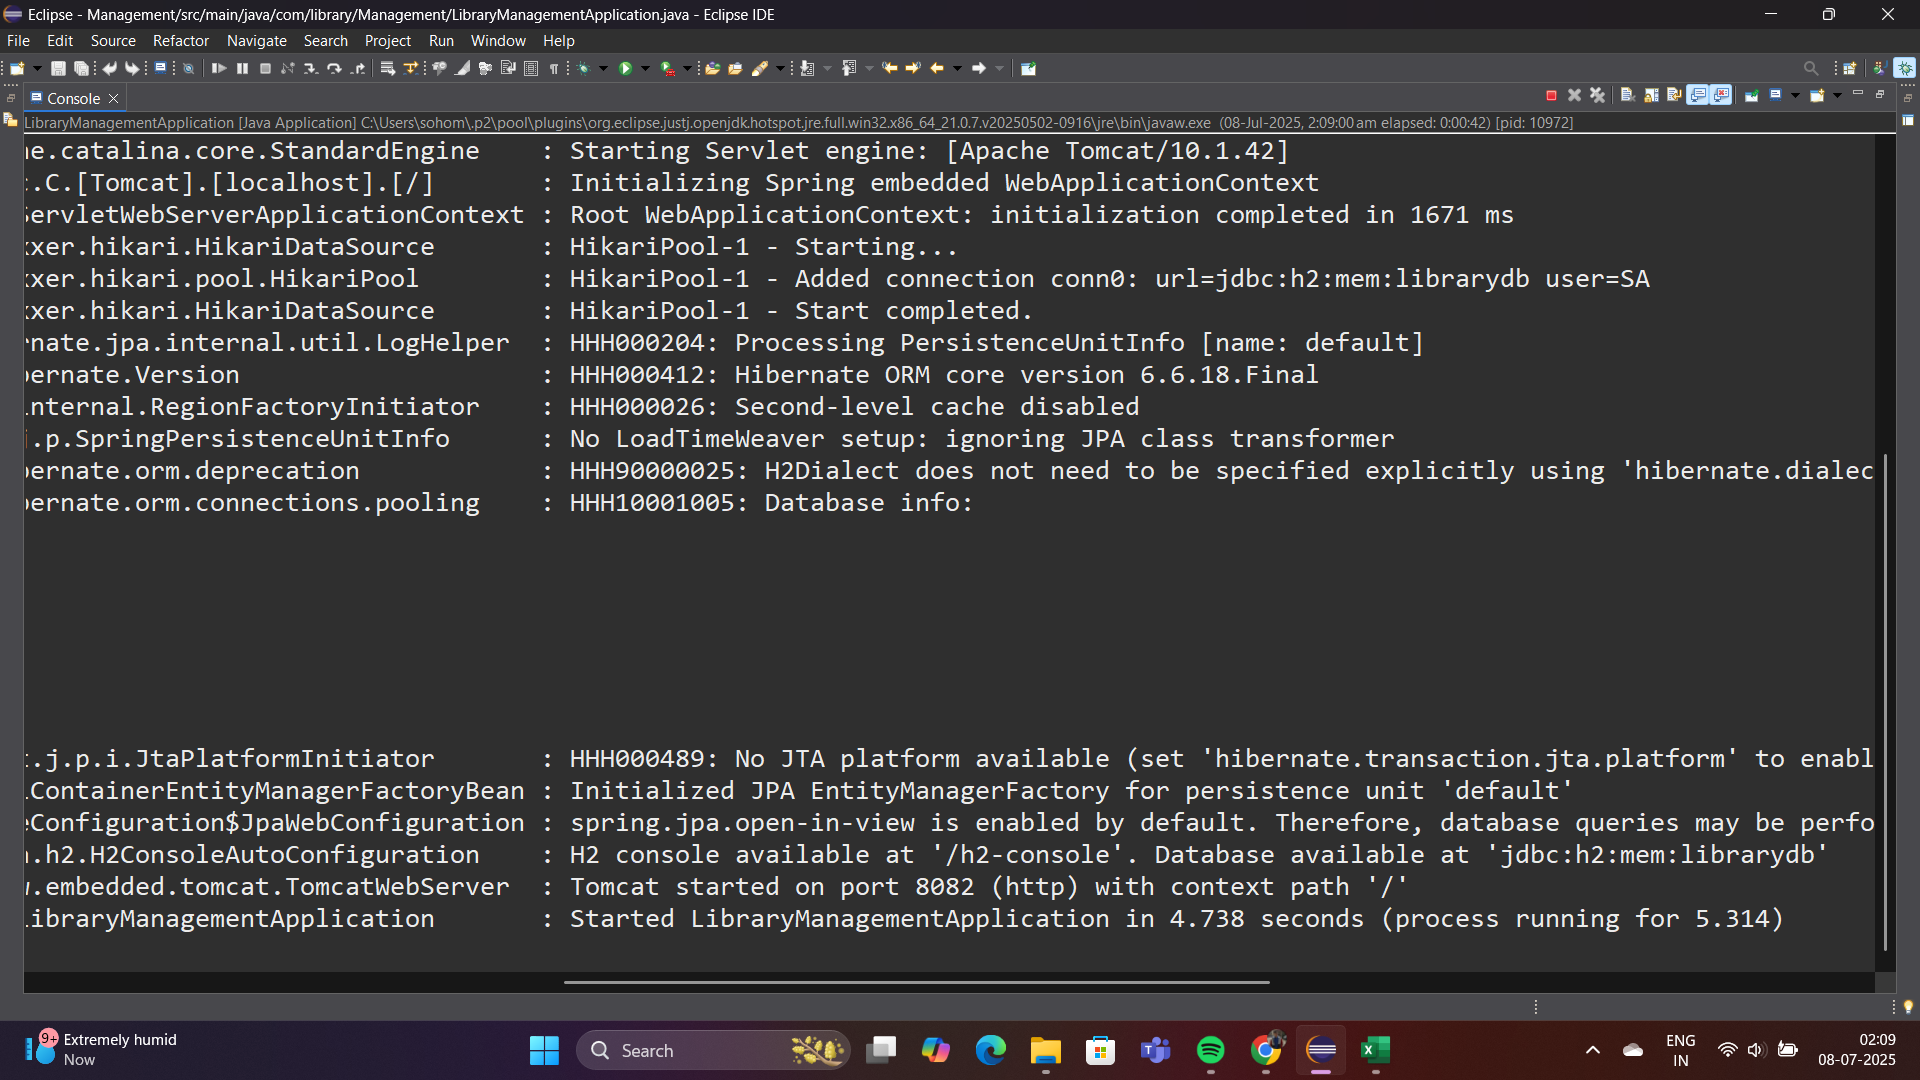 Eclipse - Management/src/main/java/com/library/Management/LibraryManagementApplication.java - Eclipse IDE
File Edit Source Refactor Navigate Search Project Run Window Help
Console
LibraryManagementApplication [Java Application] C:\Users\sohom\.p2\pool\plugins\org.eclipse.justj.openjdk.hotspot.jre.full.win32.x86_64_21.0.7.v20250502-0916\jre\bin\javaw.exe (08-Jul-2025, 2:09:00 am elapsed: 0:00:42) [pid: 10972]
ne.catalina.core.StandardEngine : Starting Servlet engine: [Apache Tomcat/10.1.42]
.C.[Tomcat].[localhost].[/] : Initializing Spring embedded WebApplicationContext
ServletWebServerApplicationContext : Root WebApplicationContext: initialization completed in 1671 ms
xxer.hikari.HikariDataSource : HikariPool-1 - Starting...
xxer.hikari.pool.HikariPool : HikariPool-1 - Added connection conn0: url=jdbc:h2:mem:librarydb user=SA
xxer.hikari.HikariDataSource : HikariPool-1 - Start completed.
rnate.jpa.internal.util.LogHelper : HHH000204: Processing PersistenceUnitInfo [name: default]
bernate.Version : HHH000412: Hibernate ORM core version 6.6.18.Final
internal.RegionFactoryInitiator : HHH000026: Second-level cache disabled
.p.SpringPersistenceUnitInfo : No LoadTimeWeaver setup: ignoring JPA class transformer
bernate.orm.deprecation : HHH90000025: H2Dialect does not need to be specified explicitly using 'hibernate.dialec
bernate.orm.connections.pooling : HHH10001005: Database info:
.j.p.i.JtaPlatformInitiator : HHH000489: No JTA platform available (set 'hibernate.transaction.jta.platform' to enabl
ContainerEntityManagerFactoryBean : Initialized JPA EntityManagerFactory for persistence unit 'default'
Configuration$JpaWebConfiguration : spring.jpa.open-in-view is enabled by default. Therefore, database queries may be perfo
.h2.H2ConsoleAutoConfiguration : H2 console available at '/h2-console'. Database available at 'jdbc:h2:mem:librarydb'
.embedded.tomcat.TomcatWebServer : Tomcat started on port 8082 (http) with context path '/'
LibraryManagementApplication : Started LibraryManagementApplication in 4.738 seconds (process running for 5.314)
9+
Extremely humid
Now
Search
ENG
IN
02:09
08-07-2025